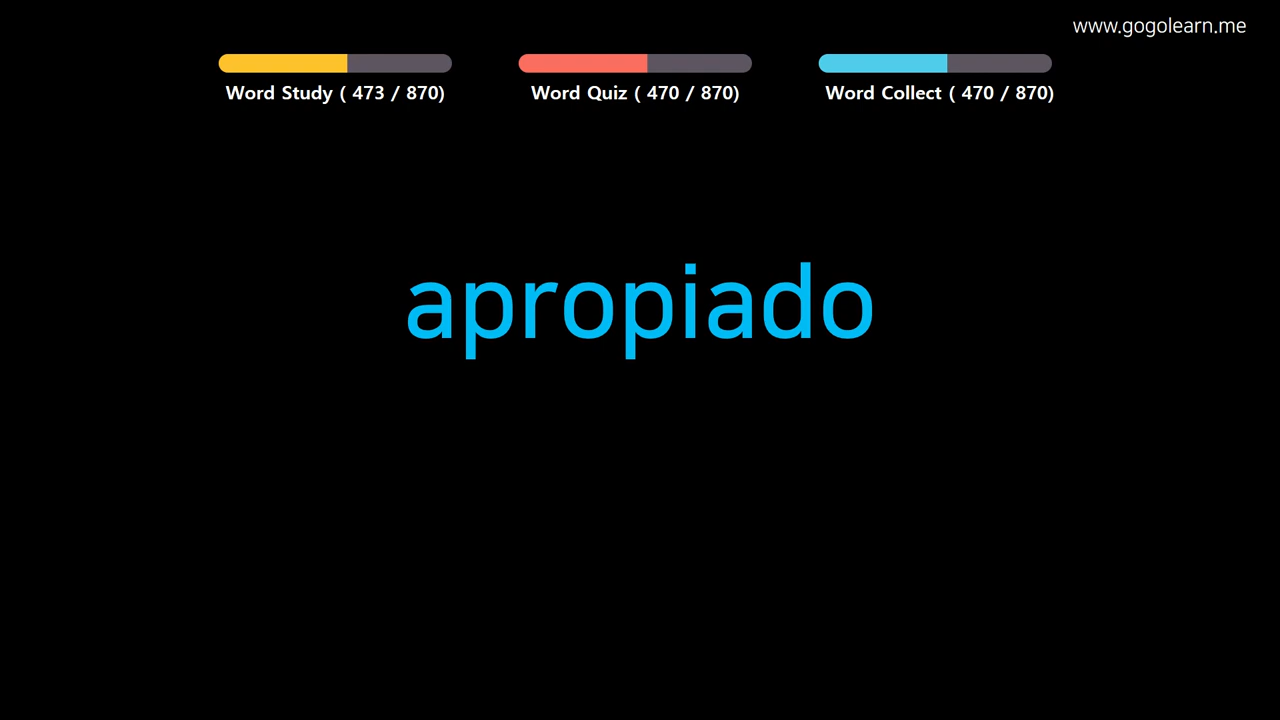 www.gogolearn.me
Word Study ( 473 / 870)
Word Quiz ( 470 / 870)
Word Collect ( 470 / 870)
apropiado